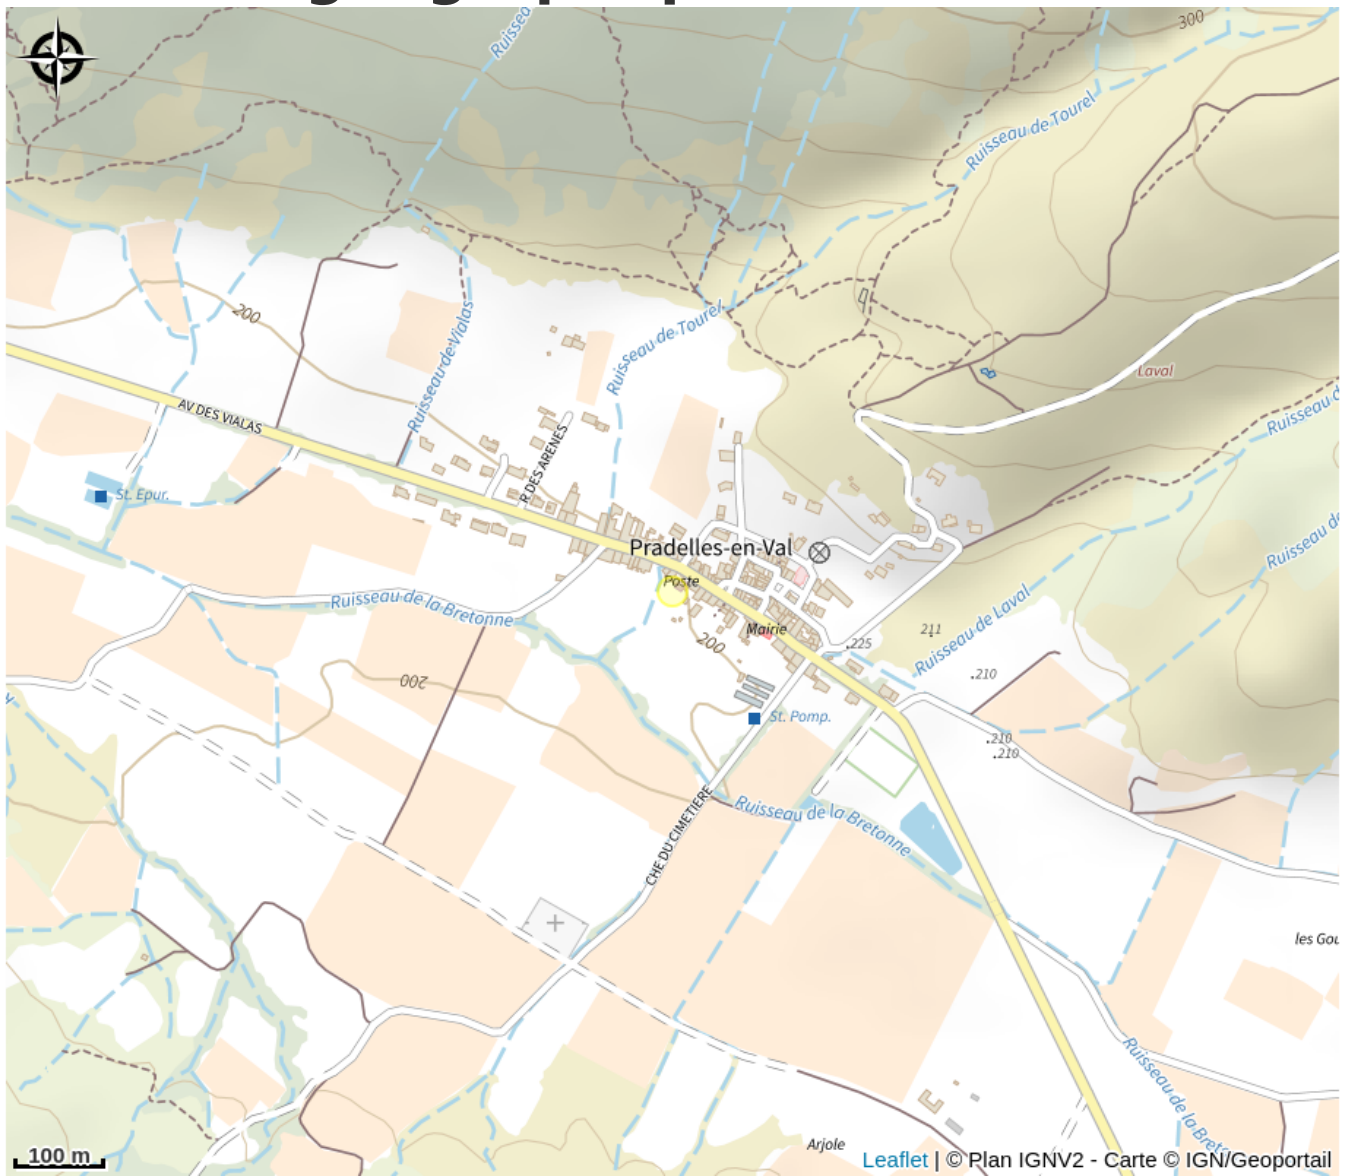 300
Ruissea
Ruisseau de Tourel
200
Ruisseau de Vialas
Ruisseau de Tourel
Laval
Ruisseau d
AV DES VIALAS
R DES ARENES
St. Epur.
Pradelles-en-Val
Ruisseau d
Poste
Ruisseau de la Bretonne
Mairie
200
225
211
Ruisseau de Laval
210
200
St. Pomp.
210
210
Ruisseau de la Bretonne
CHE DU CIMETIERE
les Gou
Ruisseau de la Breto
Arjole
100 m
Leaflet | © Plan IGNV2 - Carte © IGN/Geoportail